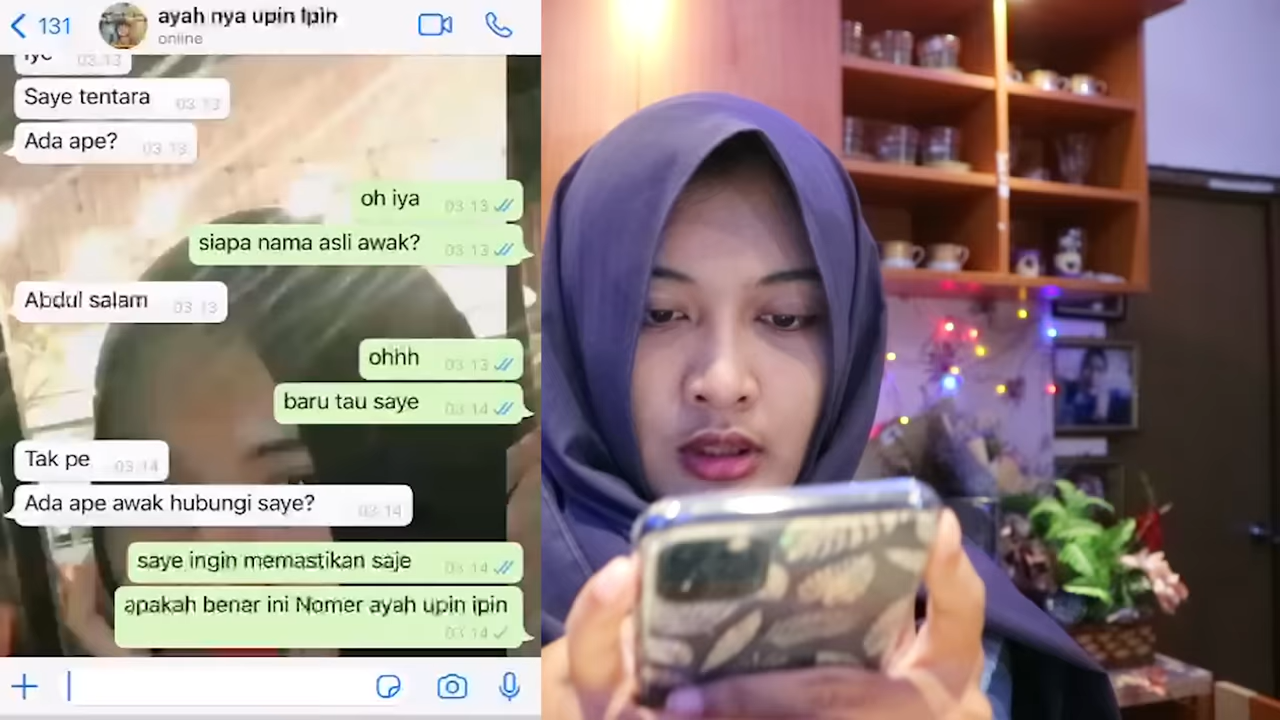 131
ayah nya upin Ipin
online
Iye 03.13
Saye tentara 03 13
Ada ape? 03 13
oh iya 03 13
siapa nama asli awak? 03 13
Abdul salam 03 13
ohhh 03 13
baru tau saye 03 14
Tak pe 03 14
Ada ape awak hubungi saye? 03 14
saye ingin memastikan saje 03 14
apakah benar ini Nomer ayah upin ipin
03 14